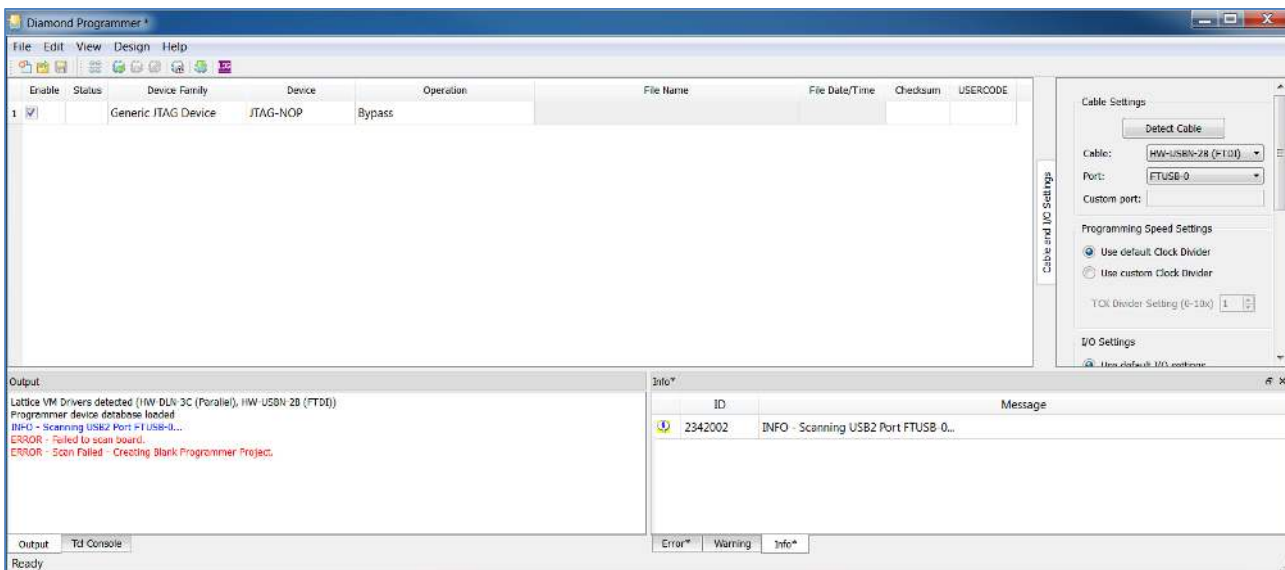 Diamond Programmer *
File Edit View Design Help
Enable Status Device Family Device Operation File Name File Date/Time Checksum USERCODE
1 Generic JTAG Device JTAG-NOP Bypass
Cable and I/O Settings
Cable Settings
Detect Cable
Cable: HW-USBN-2B (FTDI)
Port: FTUSB-0
Custom port:
Programming Speed Settings
Use default Clock Divider
Use custom Clock Divider
TCK Divider Setting (0-10x) 1
I/O Settings
Use default I/O settings
Output
Lattice VM Drivers detected (HW-DLN-3C (Parallel), HW-USBN-2B (FTDI))
Programmer device database loaded
INFO - Scanning USB2 Port FTUSB-0...
ERROR - Failed to scan board.
ERROR - Scan Failed - Creating Blank Programmer Project.
Output Tcl Console
Info*
ID Message
2342002 INFO - Scanning USB2 Port FTUSB-0...
Error* Warning Info*
Ready